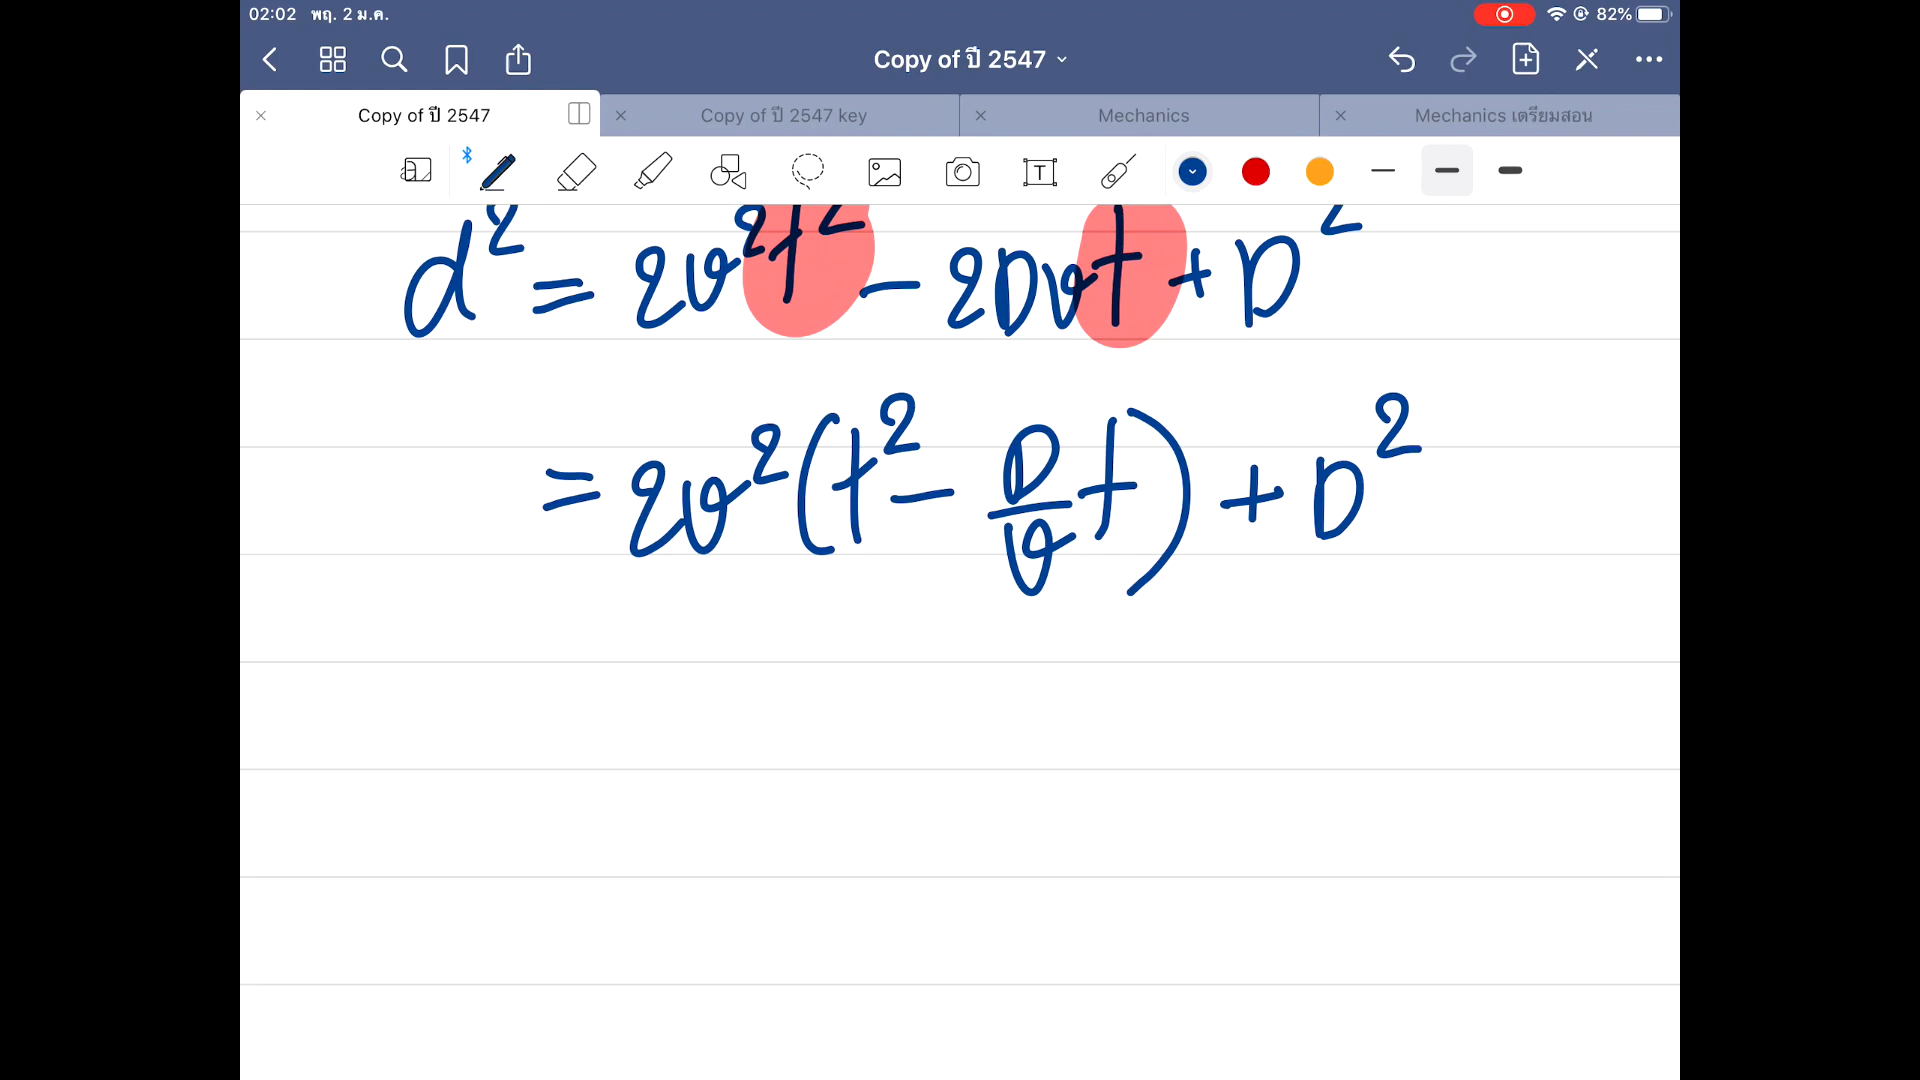 02:02 พฤ. 2 ม.ค. 82%
Copy of ปี 2547
Copy of ปี 2547 Copy of ปี 2547 key Mechanics Mechanics เตรียมสอน
d² = 2v²t² - 2Dvt + D²
= 2v²(t² - D/v t) + D²